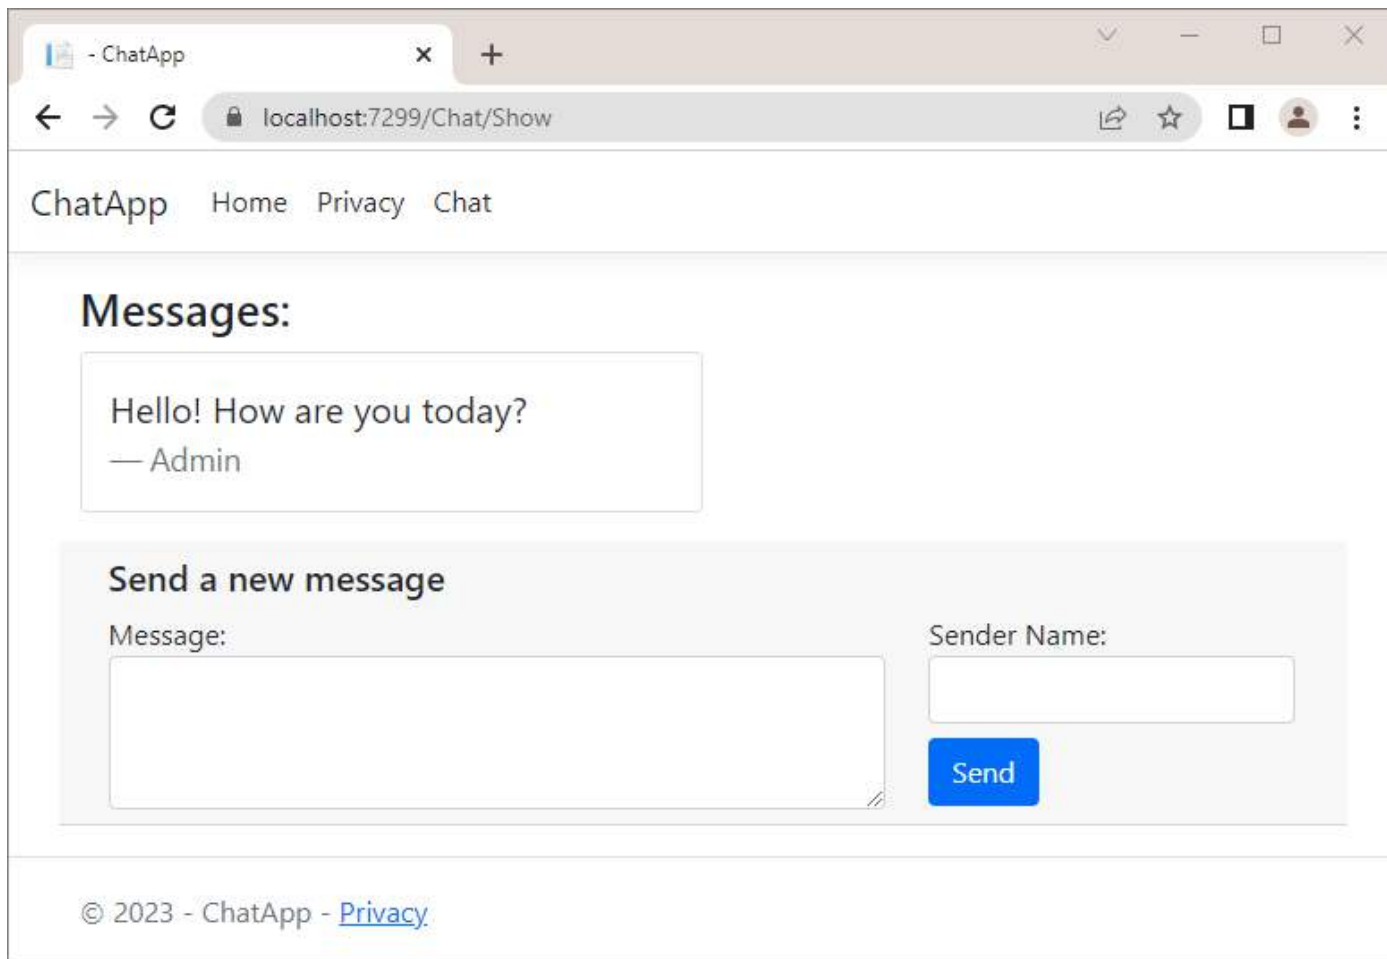 - ChatApp
localhost:7299/Chat/Show
ChatApp Home Privacy Chat
Messages:
Hello! How are you today?
— Admin
Send a new message
Message: Sender Name:
Send
© 2023 - ChatApp - Privacy